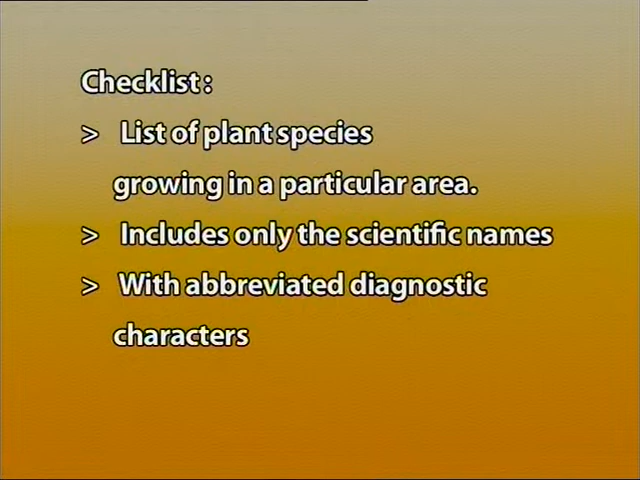 Checklist:
> List of plant species
growing in a particular area.
> Includes only the scientific names
> With abbreviated diagnostic
characters